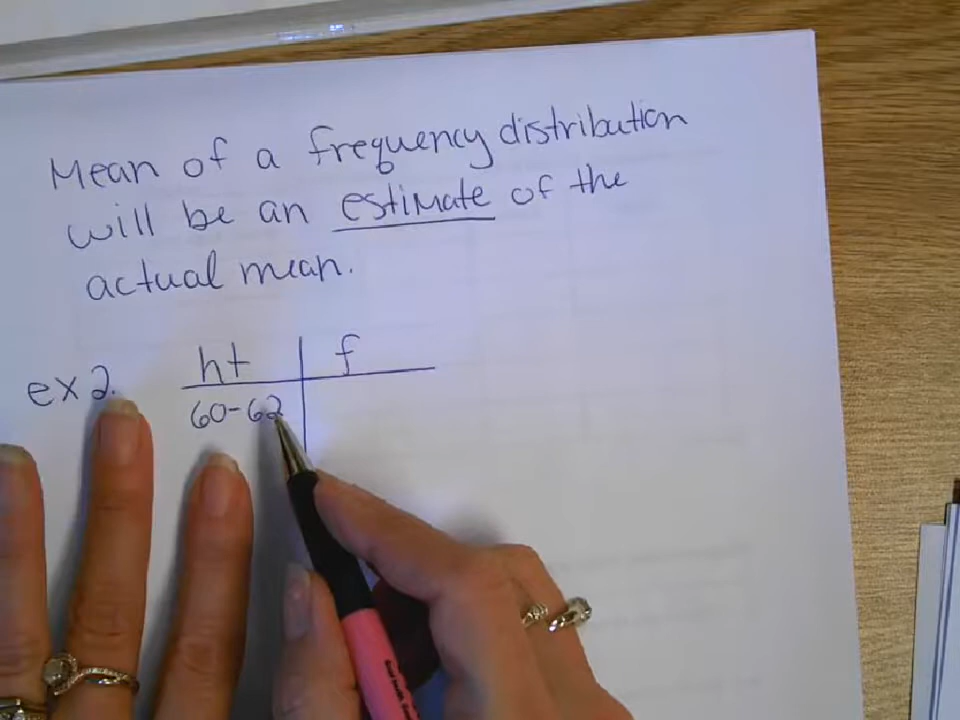 Mean of a frequency distribution
will be an estimate of the
actual mean.
ex 2. ht f
60-62